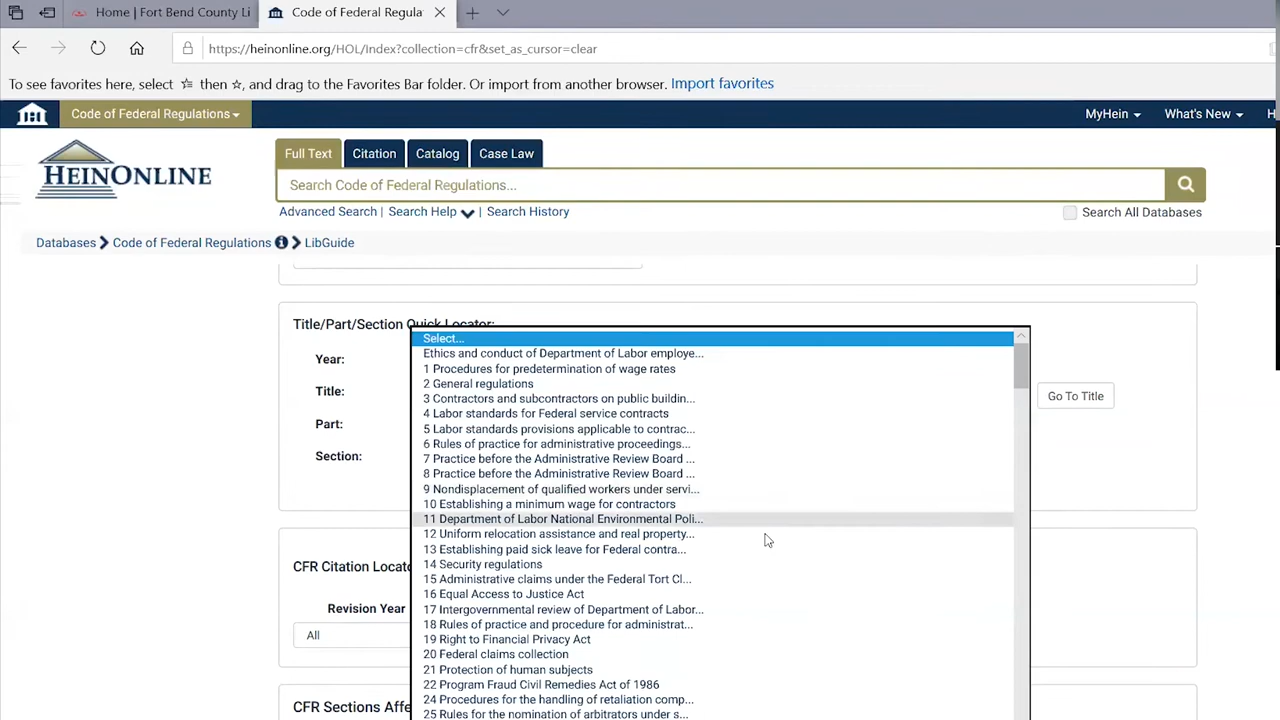 Home | Fort Bend County Li
Code of Federal Regula
https://heinonline.org/HOL/Index?collection=cfr&set_as_cursor=clear
To see favorites here, select then , and drag to the Favorites Bar folder. Or import from another browser. Import favorites
Code of Federal Regulations
MyHein
What's New
H
HEINONLINE
Full Text
Citation
Catalog
Case Law
Search Code of Federal Regulations...
Advanced Search | Search Help | Search History
Search All Databases
Databases Code of Federal Regulations LibGuide
Title/Part/Section Quick Locator:
Year:
Title:
Part:
Section:
Select...
Ethics and conduct of Department of Labor employe...
1 Procedures for predetermination of wage rates
2 General regulations
3 Contractors and subcontractors on public buildin...
4 Labor standards for Federal service contracts
5 Labor standards provisions applicable to contrac...
6 Rules of practice for administrative proceedings...
7 Practice before the Administrative Review Board ...
8 Practice before the Administrative Review Board ...
9 Nondisplacement of qualified workers under servi...
10 Establishing a minimum wage for contractors
11 Department of Labor National Environmental Poli...
12 Uniform relocation assistance and real property...
13 Establishing paid sick leave for Federal contra...
14 Security regulations
15 Administrative claims under the Federal Tort Cl...
16 Equal Access to Justice Act
17 Intergovernmental review of Department of Labor...
18 Rules of practice and procedure for administrat...
19 Right to Financial Privacy Act
20 Federal claims collection
21 Protection of human subjects
22 Program Fraud Civil Remedies Act of 1986
24 Procedures for the handling of retaliation comp...
25 Rules for the nomination of arbitrators under s...
Go To Title
CFR Citation Locato
Revision Year
All
CFR Sections Affe